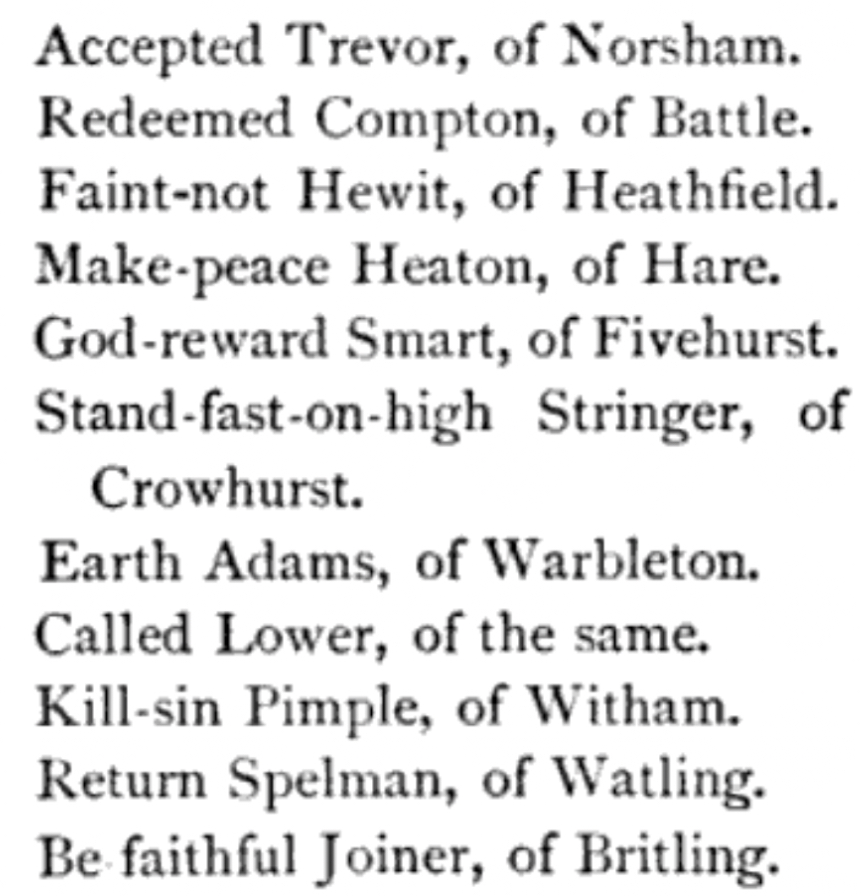 Accepted Trevor, of Norsham.
Redeemed Compton, of Battle.
Faint-not Hewit, of Heathfield.
Make-peace Heaton, of Hare.
God-reward Smart, of Fivehurst.
Stand-fast-on-high Stringer, of
Crowhurst.
Earth Adams, of Warbleton.
Called Lower, of the same.
Kill-sin Pimple, of Witham.
Return Spelman, of Watling.
Be faithful Joiner, of Britling.